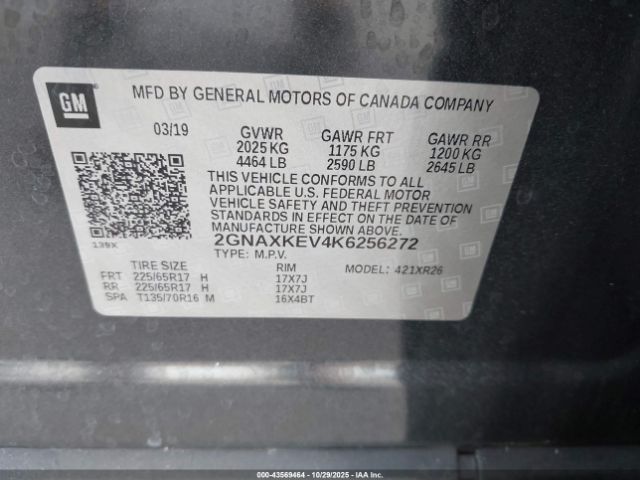 GM
MFD BY GENERAL MOTORS OF CANADA COMPANY
03/19 GVWR GAWR FRT GAWR RR
2025 KG 1175 KG 1200 KG
4464 LB 2590 LB 2645 LB
THIS VEHICLE CONFORMS TO ALL
APPLICABLE U.S. FEDERAL MOTOR
VEHICLE SAFETY AND THEFT PREVENTION
STANDARDS IN EFFECT ON THE DATE OF
MANUFACTURE SHOWN ABOVE.
139X 2GNAXKEV4K6256272
TYPE: M.P.V.
TIRE SIZE RIM MODEL: 421XR26
FRT 225/65R17 H 17X7J
RR 225/65R17 H 17X7J
SPA T135/70R16 M 16X4BT
000-43569464 10/29/2025 IAAI.com